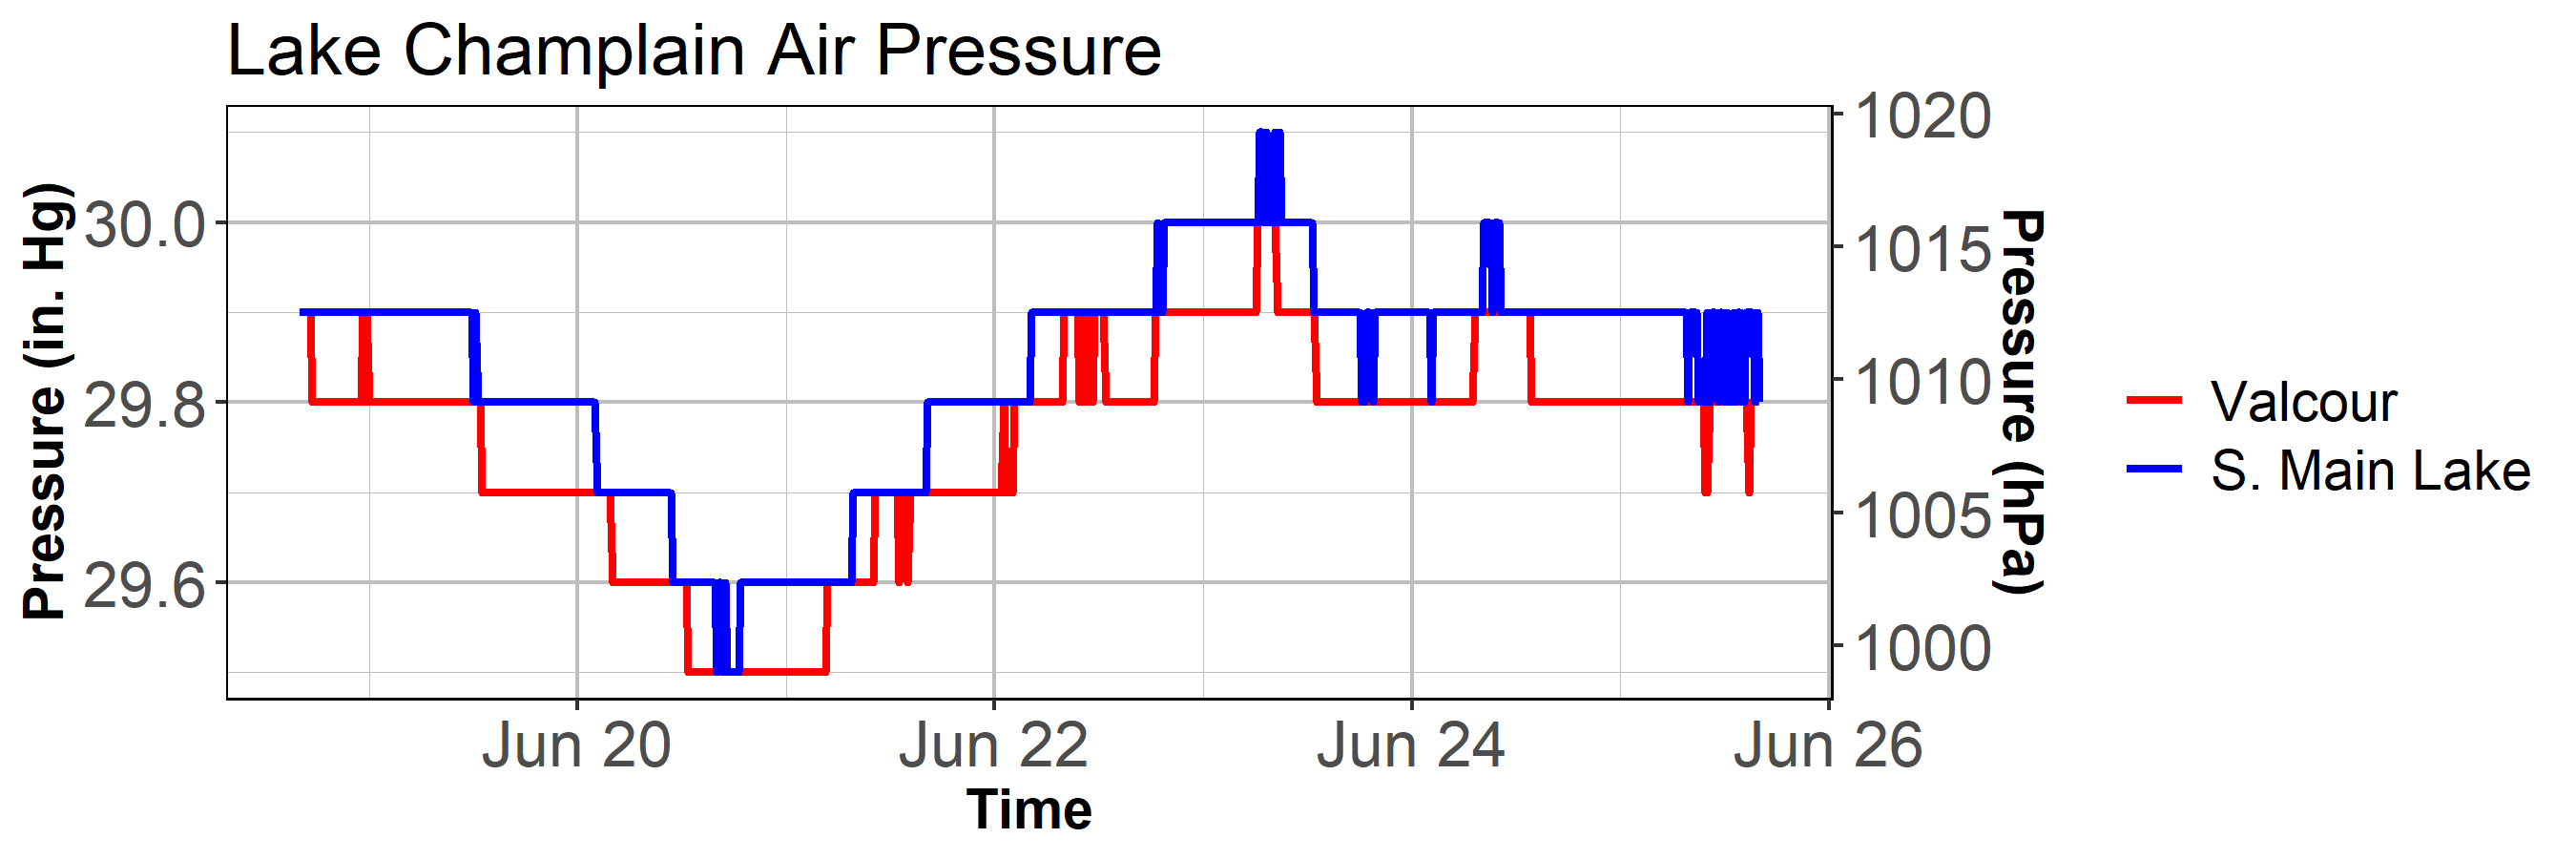 Lake Champlain Air Pressure
Pressure (in. Hg)
30.0
29.8
29.6
1020
1015
1010
1005
1000
Pressure (hPa)
Jun 20
Jun 22
Jun 24
Jun 26
Time
Valcour
S. Main Lake